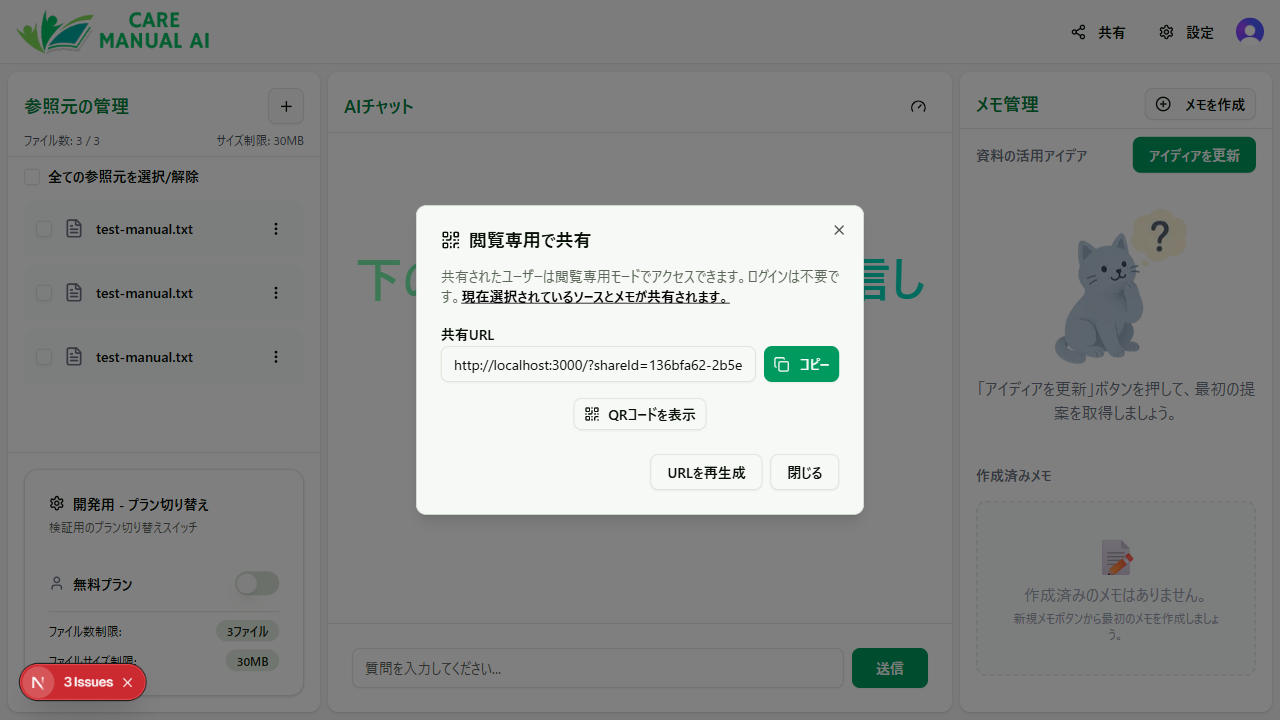 CARE
MANUAL AI
共有
設定
参照元の管理
ファイル数: 3 / 3
サイズ制限: 30MB
全ての参照元を選択/解除
test-manual.txt
test-manual.txt
test-manual.txt
開発用 - プラン切り替え
検証用のプラン切り替えスイッチ
無料プラン
ファイル数制限:
3ファイル
ファイルサイズ制限:
30MB
N
3 Issues
AIチャット
下の
信し
閲覧専用で共有
共有されたユーザーは閲覧専用モードでアクセスできます。ログインは不要で
す。現在選択されているソースとメモが共有されます。
共有URL
http://localhost:3000/?shareId=136bfa62-2b5e
コピー
QRコードを表示
URLを再生成
閉じる
質問を入力してください...
送信
メモ管理
メモを作成
資料の活用アイデア
アイディアを更新
?
「アイディアを更新」ボタンを押して、最初の提
案を取得しましょう。
作成済みメモ
作成済みのメモはありません。
新規メモボタンから最初のメモを作成しましょ
う。